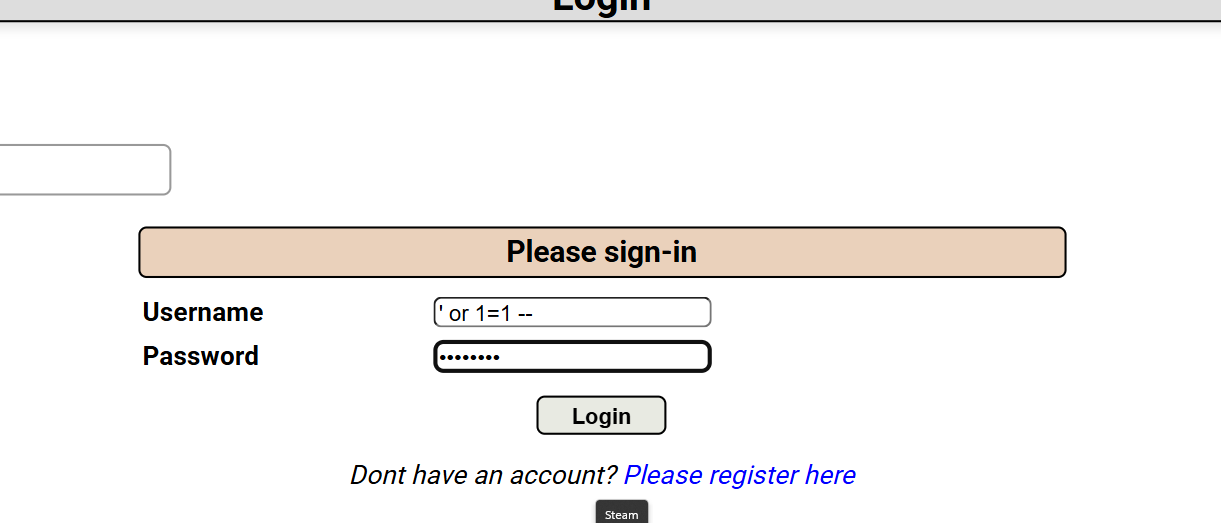 Login
Please sign-in
Username ' or 1=1 --
Password ••••••••
Login
Dont have an account? Please register here
Steam